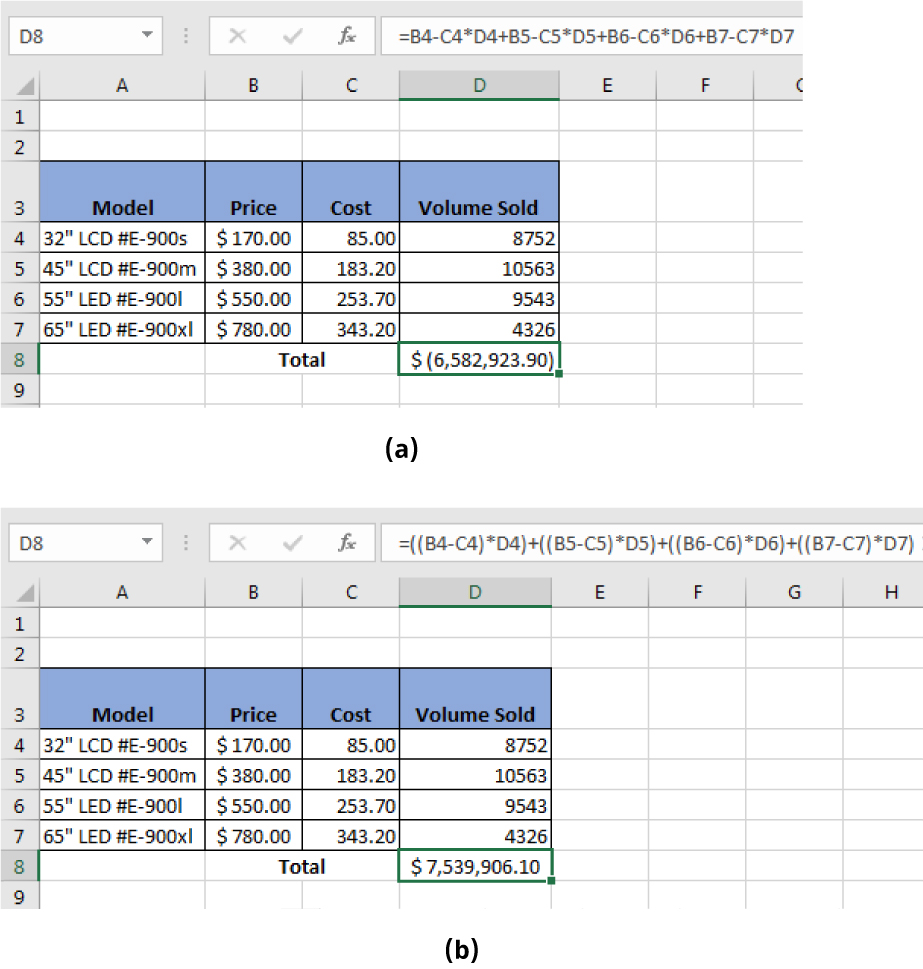 D8 fx =B4-C4*D4+B5-C5*D5+B6-C6*D6+B7-C7*D7
A B C D E F
1
2
3 Model Price Cost Volume Sold
4 32" LCD #E-900s $ 170.00 85.00 8752
5 45" LCD #E-900m $ 380.00 183.20 10563
6 55" LED #E-900l $ 550.00 253.70 9543
7 65" LED #E-900xl $ 780.00 343.20 4326
8 Total $ (6,582,923.90)
9
(a)
D8 fx =((B4-C4)*D4)+((B5-C5)*D5)+((B6-C6)*D6)+((B7-C7)*D7)
A B C D E F G H
1
2
3 Model Price Cost Volume Sold
4 32" LCD #E-900s $ 170.00 85.00 8752
5 45" LCD #E-900m $ 380.00 183.20 10563
6 55" LED #E-900l $ 550.00 253.70 9543
7 65" LED #E-900xl $ 780.00 343.20 4326
8 Total $ 7,539,906.10
9
(b)